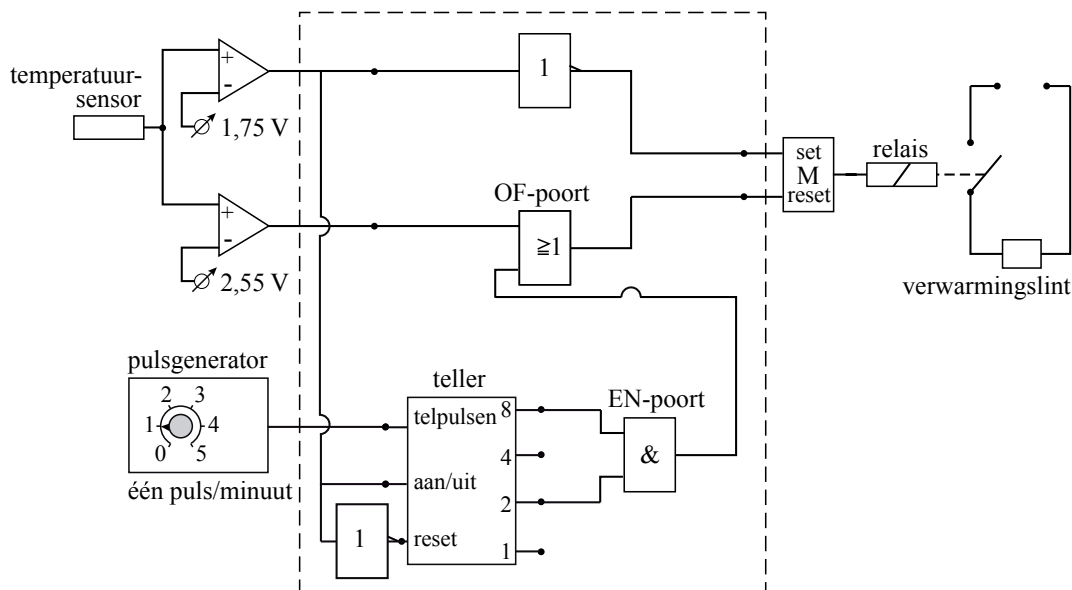 temperatuur-
sensor
+
-
1,75 V
1
set
M
reset
relais
OF-poort
+
-
2,55 V
≧1
verwarmingslint
pulsgenerator
2 3
1 4
0 5
één puls/minuut
teller
telpulsen 8
4
aan/uit
2
reset
1
EN-poort
&
1